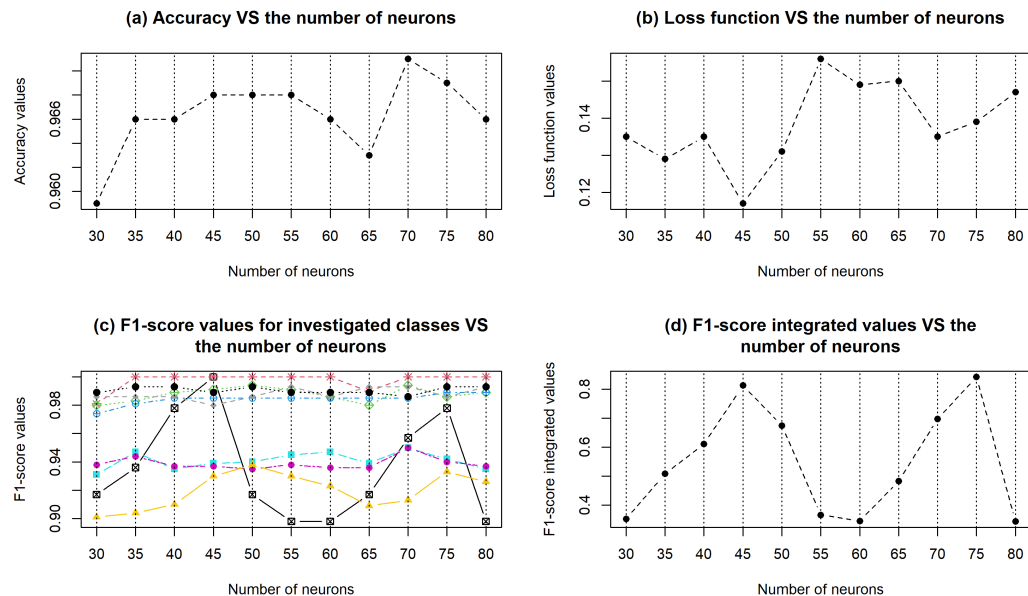 (a) Accuracy VS the number of neurons
Accuracy values
0.960 0.966
30 35 40 45 50 55 60 65 70 75 80
Number of neurons
(b) Loss function VS the number of neurons
Loss function values
0.12 0.14
30 35 40 45 50 55 60 65 70 75 80
Number of neurons
(c) F1-score values for investigated classes VS
the number of neurons
F1-score values
0.90 0.94 0.98
30 35 40 45 50 55 60 65 70 75 80
Number of neurons
(d) F1-score integrated values VS the
number of neurons
F1-score integrated values
0.4 0.6 0.8
30 35 40 45 50 55 60 65 70 75 80
Number of neurons